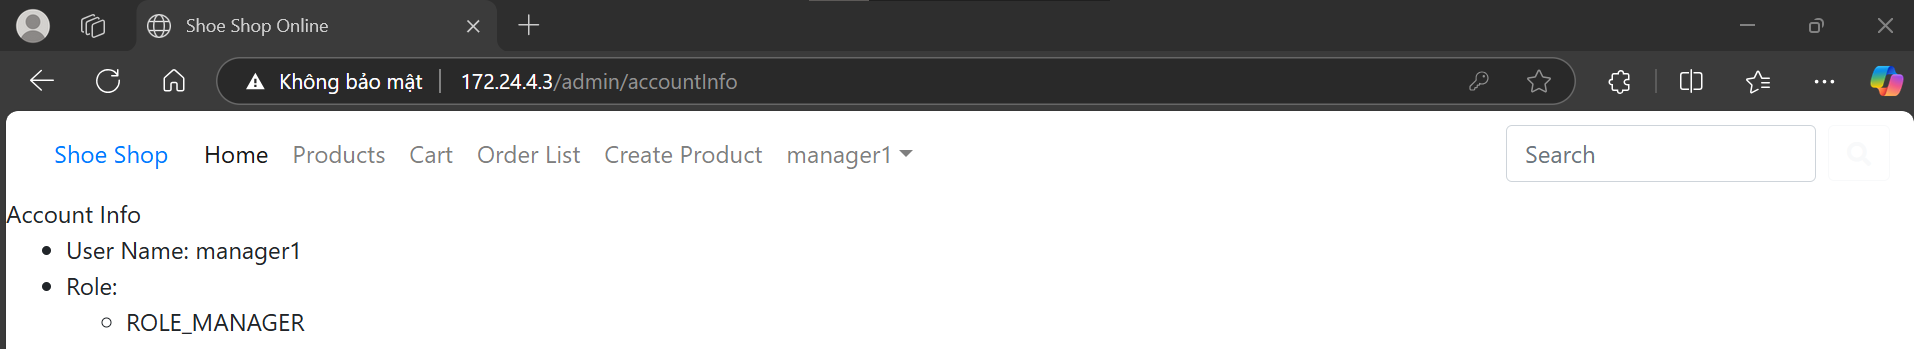 Shoe Shop Online
Không bảo mật 172.24.4.3/admin/accountInfo
Shoe Shop Home Products Cart Order List Create Product manager1 Search
Account Info
User Name: manager1
Role:
ROLE_MANAGER